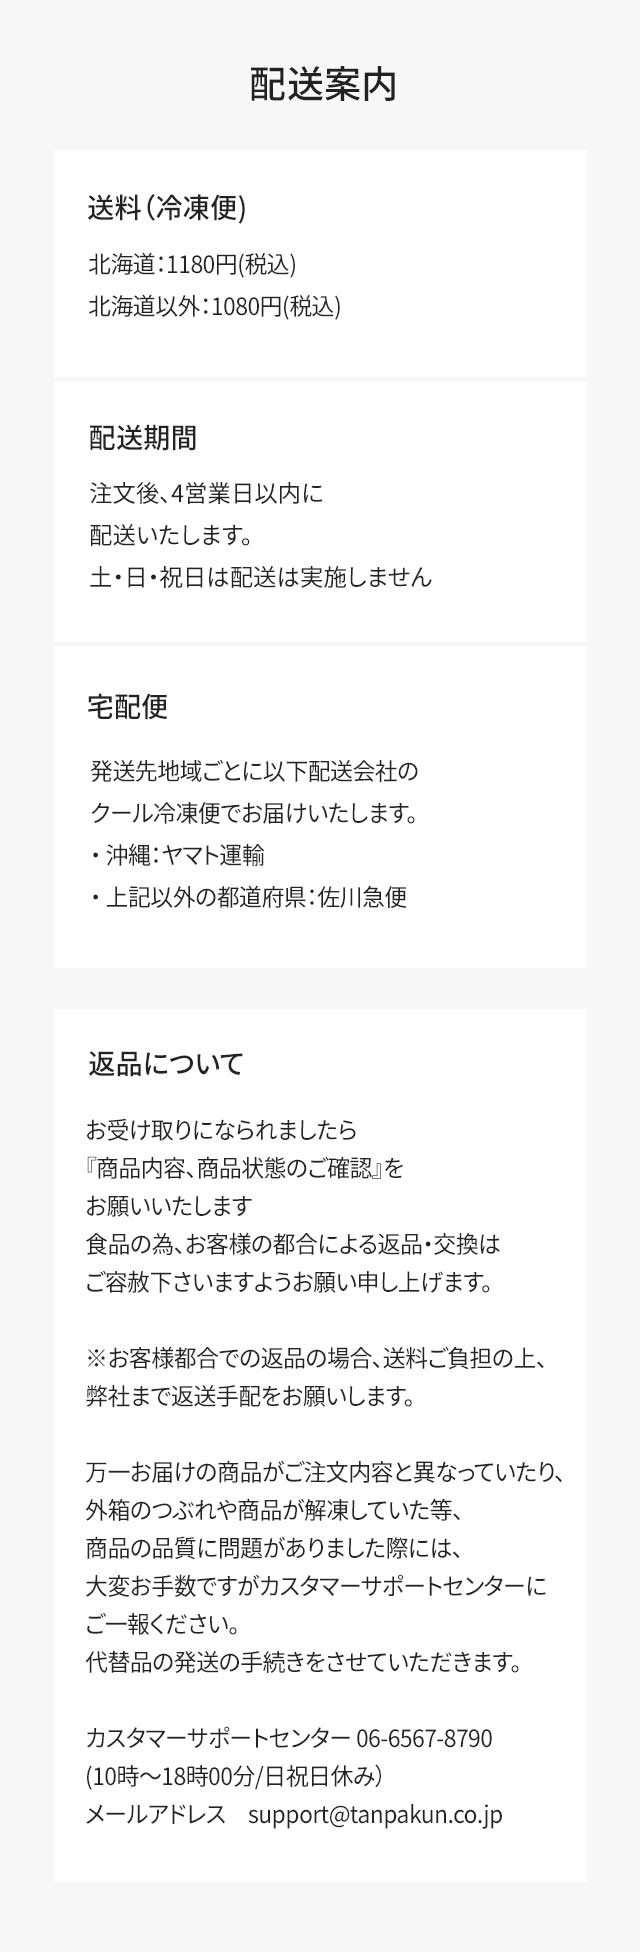 配送案内
送料（冷凍便）
北海道：1180円(税込)
北海道以外：1080円(税込)
配送期間
注文後、4営業日以内に
配送いたします。
土・日・祝日は配送は実施しません
宅配便
発送先地域ごとに以下配送会社の
クール冷凍便でお届けいたします。
・ 沖縄：ヤマト運輸
・ 上記以外の都道府県：佐川急便
返品について
お受け取りになられましたら
『商品内容、商品状態のご確認』を
お願いいたします
食品の為、お客様の都合による返品・交換は
ご容赦下さいますようお願い申し上げます。
※お客様都合での返品の場合、送料ご負担の上、
弊社まで返送手配をお願いします。
万一お届けの商品がご注文内容と異なっていたり、
外箱のつぶれや商品が解凍していた等、
商品の品質に問題がありました際には、
大変お手数ですがカスタマーサポートセンターに
ご一報ください。
代替品の発送の手続きをさせていただきます。
カスタマーサポートセンター 06-6567-8790
(10時〜18時00分/日祝日休み）
メールアドレス　support@tanpakun.co.jp